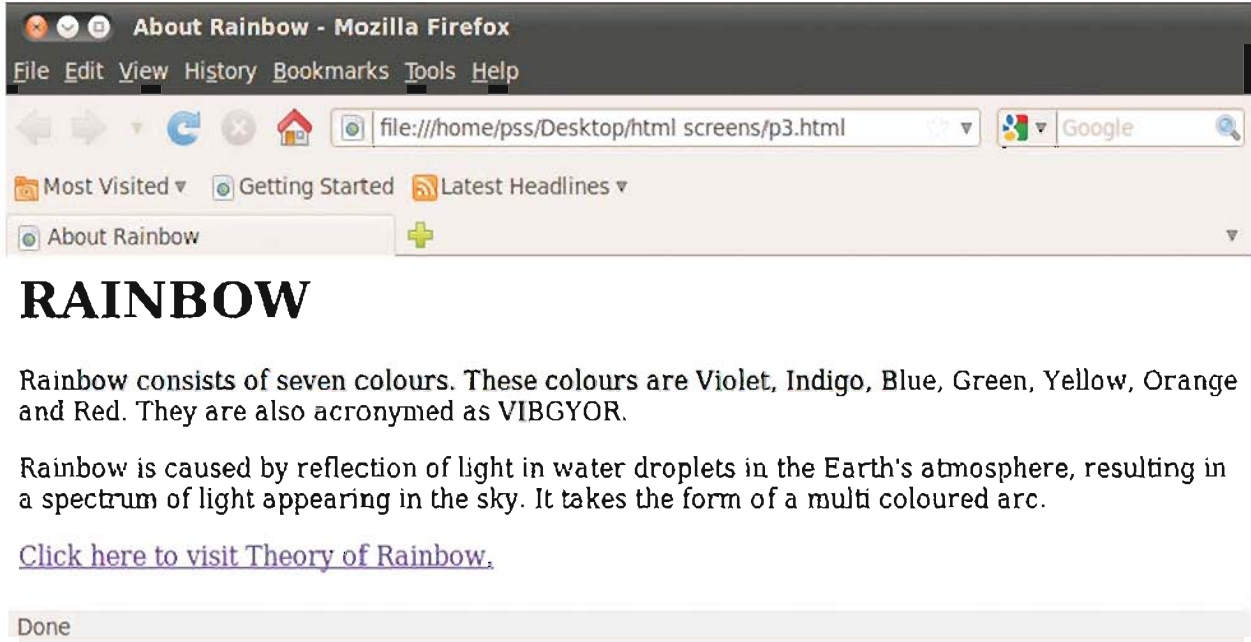 About Rainbow - Mozilla Firefox
File Edit View History Bookmarks Tools Help
file:///home/pss/Desktop/html screens/p3.html Google
Most Visited Getting Started Latest Headlines
About Rainbow
RAINBOW
Rainbow consists of seven colours. These colours are Violet, Indigo, Blue, Green, Yellow, Orange
and Red. They are also acronymed as VIBGYOR.
Rainbow is caused by reflection of light in water droplets in the Earth's atmosphere, resulting in
a spectrum of light appearing in the sky. It takes the form of a multi coloured arc.
Click here to visit Theory of Rainbow.
Done